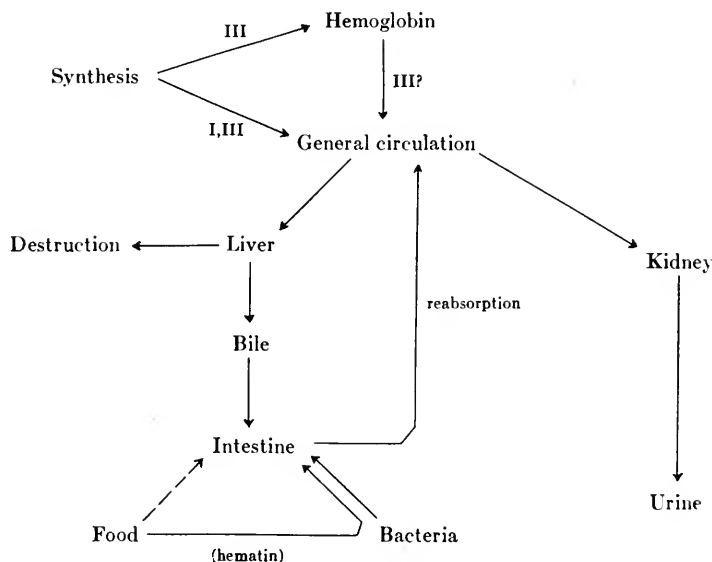 Hemoglobin
III
Synthesis
III?
I,III
General circulation
Destruction
Liver
Kidney
reabsorption
Bile
Intestine
Urine
Food
Bacteria
(hematin)